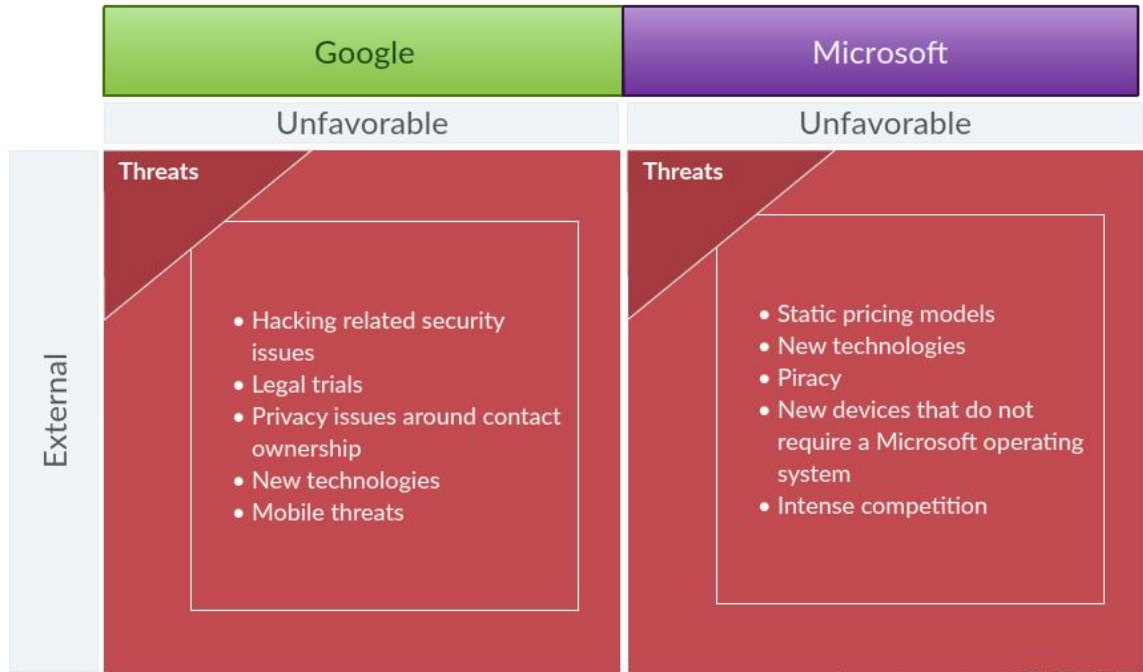 Google
Microsoft
Unfavorable
Unfavorable
External
Threats
• Hacking related security
issues
• Legal trials
• Privacy issues around contact
ownership
• New technologies
• Mobile threats
Threats
• Static pricing models
• New technologies
• Piracy
• New devices that do not
require a Microsoft operating
system
• Intense competition